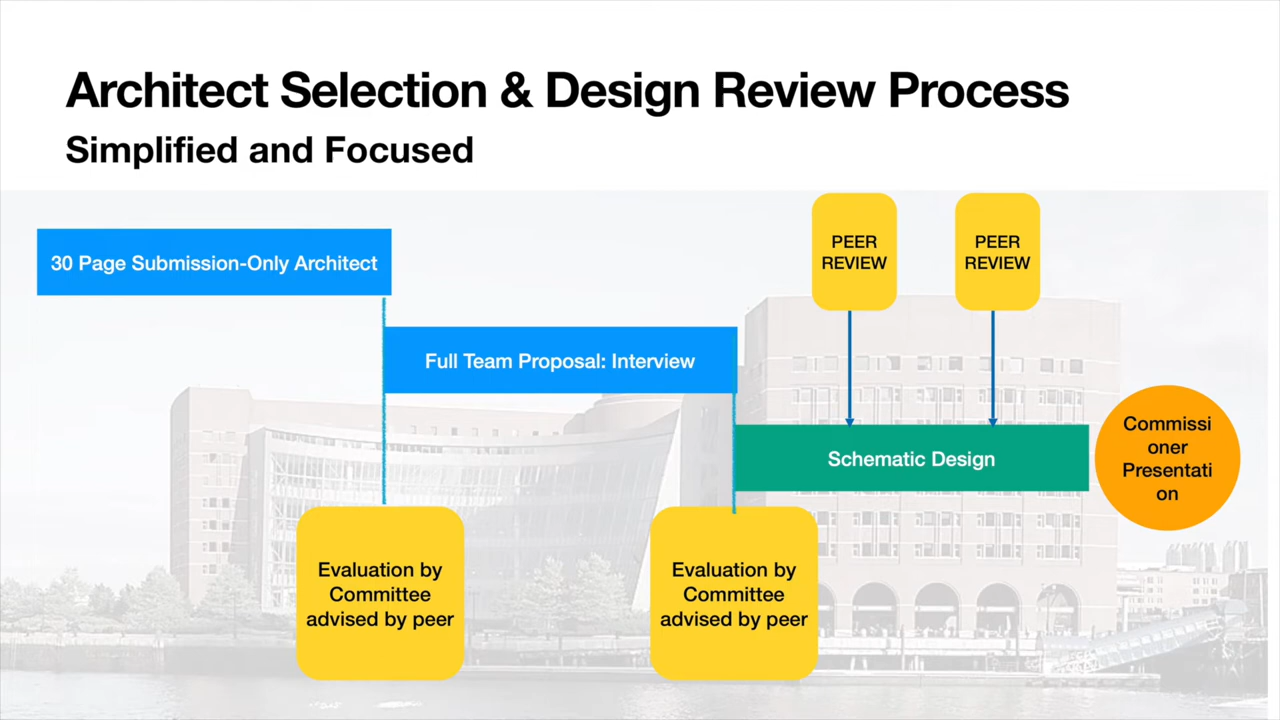 Architect Selection & Design Review Process
Simplified and Focused
30 Page Submission-Only Architect
PEER
REVIEW
PEER
REVIEW
Full Team Proposal: Interview
Schematic Design
Commissi
oner
Presentati
on
Evaluation by
Committee
advised by peer
Evaluation by
Committee
advised by peer